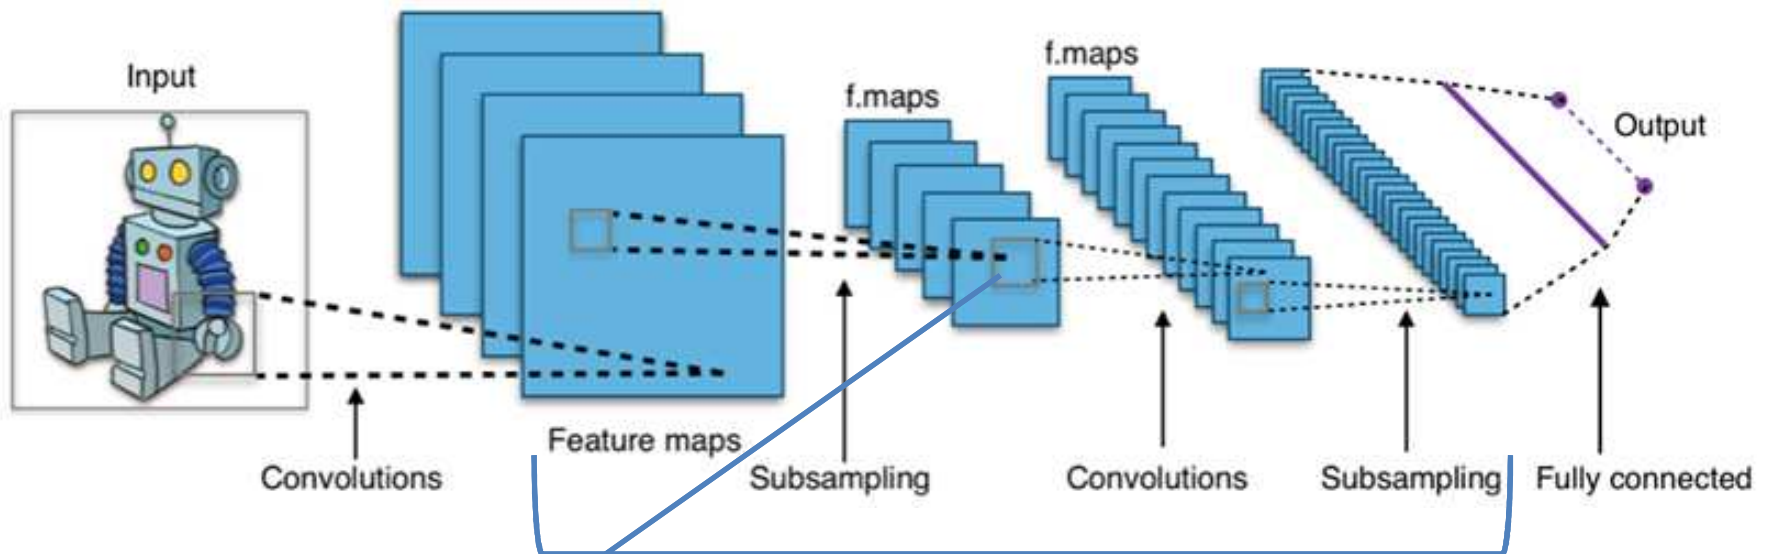 Input
f.maps
f.maps
Output
Feature maps
Convolutions
Subsampling
Convolutions
Subsampling
Fully connected